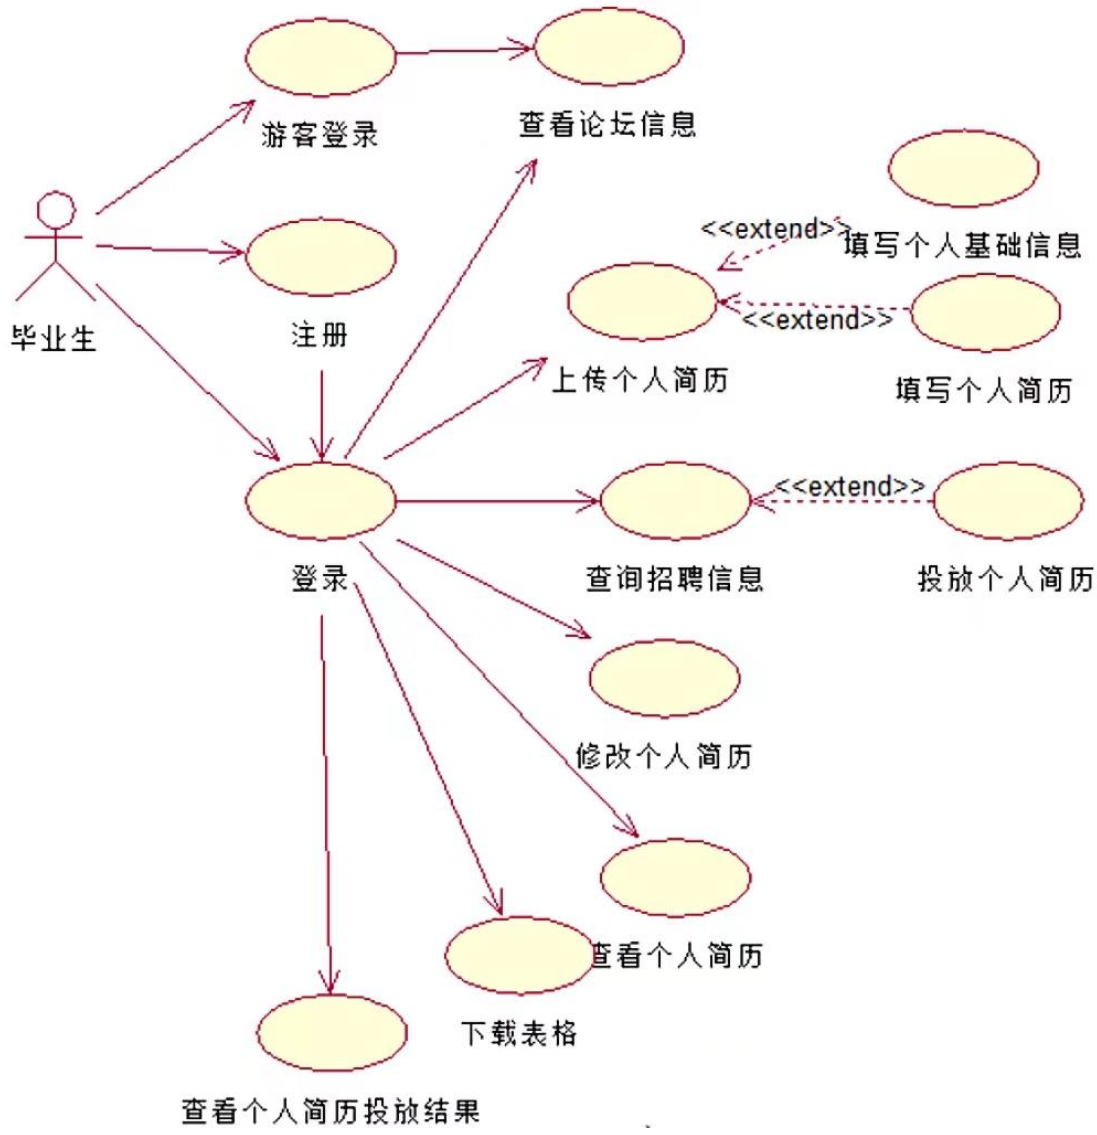 游客登录
查看论坛信息
<<extend>>
填写个人基础信息
毕业生
注册
<<extend>>
上传个人简历
填写个人简历
<<extend>>
登录
查询招聘信息
投放个人简历
修改个人简历
查看个人简历
下载表格
查看个人简历投放结果